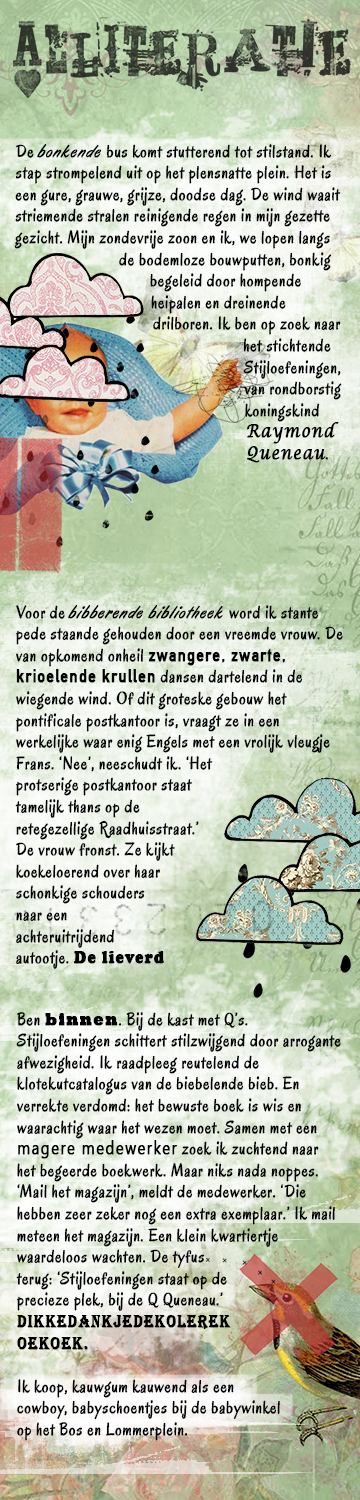 ALLITERATIE
De bonkende bus komt stutterend tot stilstand. Ik
stap strompelend uit op het plensnatte plein. Het is
een gure, grauwe, grijze, doodse dag. De wind waait
striemende stralen reinigende regen in mijn gezette
gezicht. Mijn zondevrije zoon en ik, we lopen langs
de bodemloze bouwputten, bonkig
begeleid door hompende
heipalen en dreinende
drilboren. Ik ben op zoek naar
het stichtende
Stijloefeningen,
van rondborstig
koningskind
Raymond
Queneau.
Voor de bibberende bibliotheek word ik stante
pede staande gehouden door een vreemde vrouw. De
van opkomend onheil zwangere, zwarte,
krioelende krullen dansen dartelend in de
wiegende wind. Of dit groteske gebouw het
pontificale postkantoor is, vraagt ze in een
werkelijke waar enig Engels met een vrolijk vleugje
Frans. ‘Nee’, neeschudt ik. ‘Het
protserige postkantoor staat
tamelijk thans op de
retegezellige Raadhuisstraat.’
De vrouw fronst. Ze kijkt
koekeloerend over haar
schonkige schouders
naar een
achteruitrijdend
autootje. De lieverd
Ben binnen. Bij de kast met Q’s.
Stijloefeningen schittert stilzwijgend door arrogante
afwezigheid. Ik raadpleeg reutelend de
klotekutcatalogus van de biebelende bieb. En
verrekte verdomd: het bewuste boek is wis en
waarachtig waar het wezen moet. Samen met een
magere medewerker zoek ik zuchtend naar
het begeerde boekwerk. Maar niks nada noppes.
‘Mail het magazijn’, meldt de medewerker. ‘Die
hebben zeer zeker nog een extra exemplaar.’ Ik mail
meteen het magazijn. Een klein kwartiertje
waardeloos wachten. De tyfus
terug: ‘Stijloefeningen staat op de
precieze plek, bij de Q Queneau.’
DIKKEDANKJEDEKOLEREK
OEKOEK.
Ik koop, kauwgum kauwend als een
cowboy, babyschoentjes bij de babywinkel
op het Bos en Lommerplein.